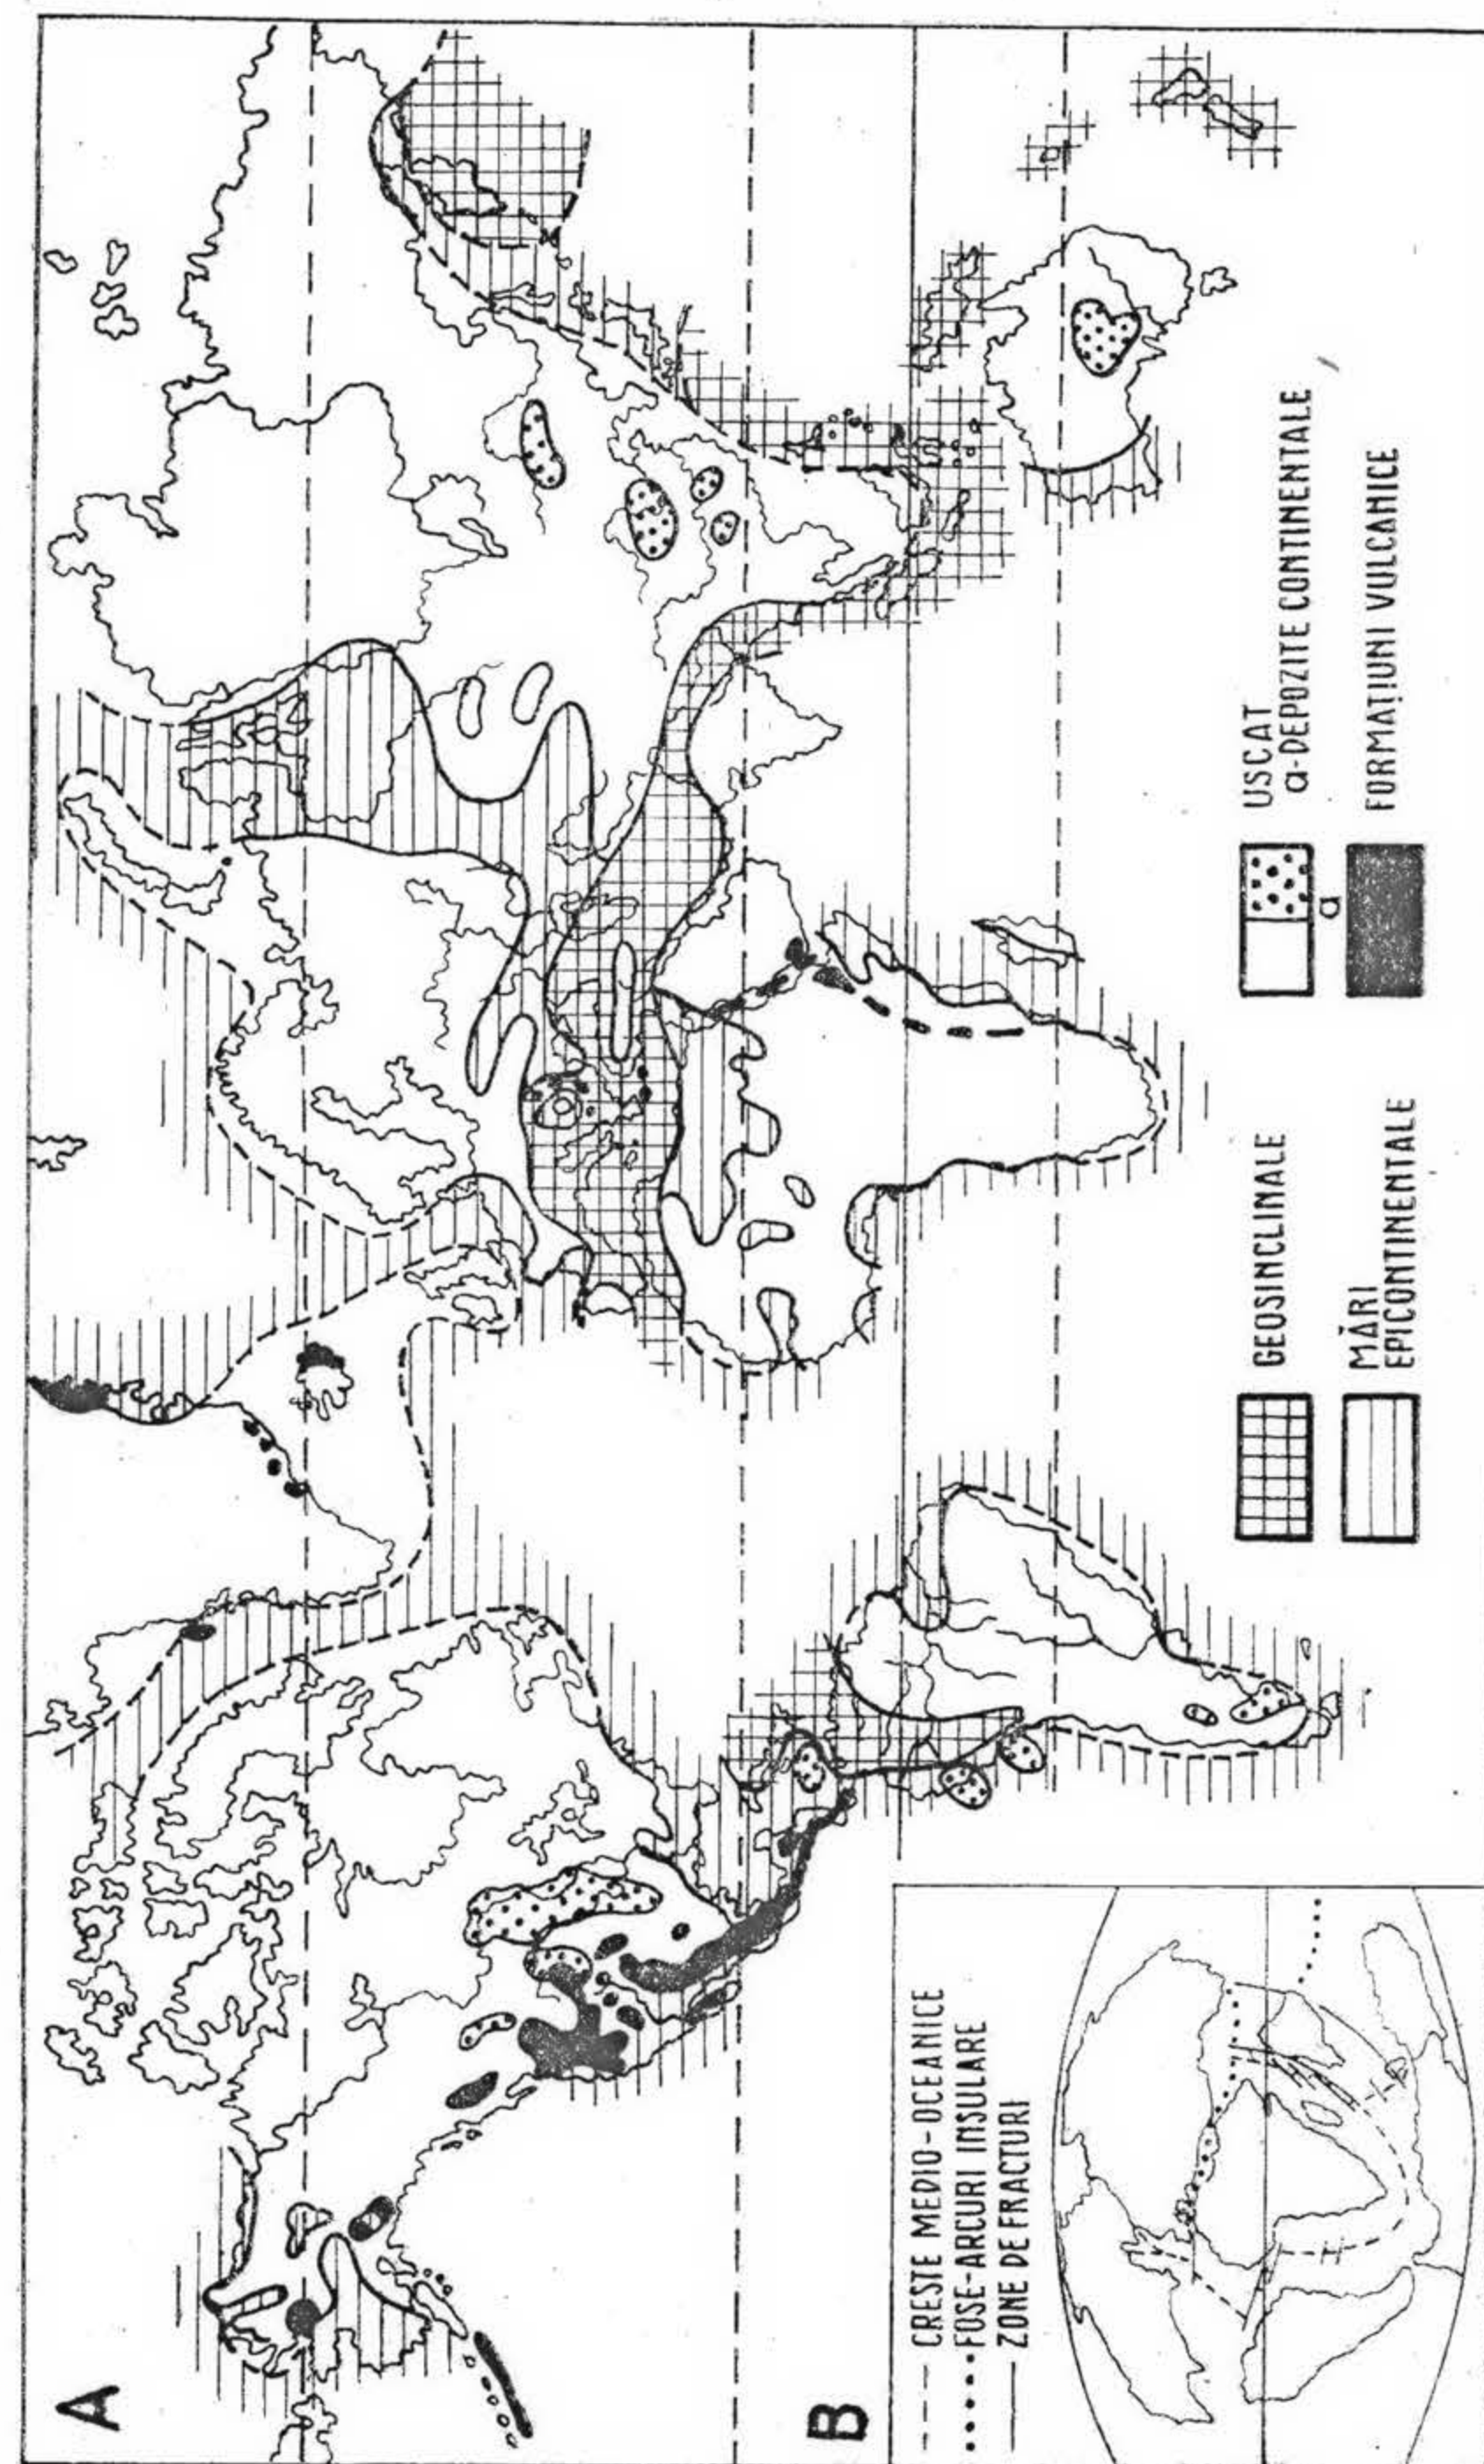 A
B
CRESTE MEDIO-OCEANICE
FOSE-ARCURI INSULARE
ZONE DE FRACTURI
GEOSINCLINALE
MĂRI
EPICONTINENTALE
USCAT
a-DEPOZITE CONTINENTALE
a
FORMAȚIUNI VULCANICE